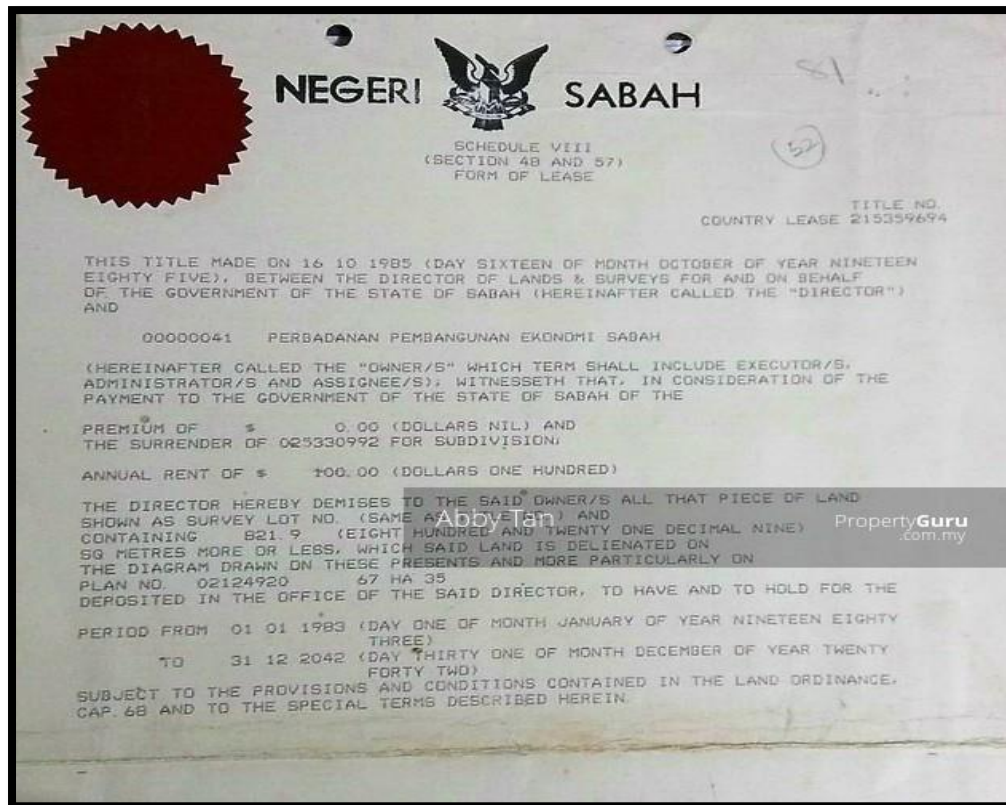 NEGERI SABAH
81
52
SCHEDULE VIII
(SECTION 48 AND 57)
FORM OF LEASE
TITLE NO.
COUNTRY LEASE 215359694
THIS TITLE MADE ON 16 10 1985 (DAY SIXTEEN OF MONTH OCTOBER OF YEAR NINETEEN
EIGHTY FIVE), BETWEEN THE DIRECTOR OF LANDS & SURVEYS FOR AND ON BEHALF
OF THE GOVERNMENT OF THE STATE OF SABAH (HEREINAFTER CALLED THE "DIRECTOR")
AND
00000041 PERBADANAN PEMBANGUNAN EKONOMI SABAH
(HEREINAFTER CALLED THE "OWNER/S" WHICH TERM SHALL INCLUDE EXECUTOR/S,
ADMINISTRATOR/S AND ASSIGNEE/S); WITNESSETH THAT, IN CONSIDERATION OF THE
PAYMENT TO THE GOVERNMENT OF THE STATE OF SABAH OF THE
PREMIUM OF $ 0.00 (DOLLARS NIL) AND
THE SURRENDER OF 025330992 FOR SUBDIVISION;
ANNUAL RENT OF $ 100.00 (DOLLARS ONE HUNDRED)
THE DIRECTOR HEREBY DEMISES TO THE SAID OWNER/S ALL THAT PIECE OF LAND
SHOWN AS SURVEY LOT NO. (SAME AS ABOVE NO.) AND
Abby Tan
PropertyGuru
.com.my
CONTAINING 821.9 (EIGHT HUNDRED AND TWENTY ONE DECIMAL NINE)
SQ METRES MORE OR LESS, WHICH SAID LAND IS DELIENATED ON
THE DIAGRAM DRAWN ON THESE PRESENTS AND MORE PARTICULARLY ON
PLAN NO. 02124920 67 HA 35
DEPOSITED IN THE OFFICE OF THE SAID DIRECTOR, TO HAVE AND TO HOLD FOR THE
PERIOD FROM 01 01 1983 (DAY ONE OF MONTH JANUARY OF YEAR NINETEEN EIGHTY
THREE)
TO 31 12 2042 (DAY THIRTY ONE OF MONTH DECEMBER OF YEAR TWENTY
FORTY TWO)
SUBJECT TO THE PROVISIONS AND CONDITIONS CONTAINED IN THE LAND ORDINANCE,
CAP. 68 AND TO THE SPECIAL TERMS DESCRIBED HEREIN.